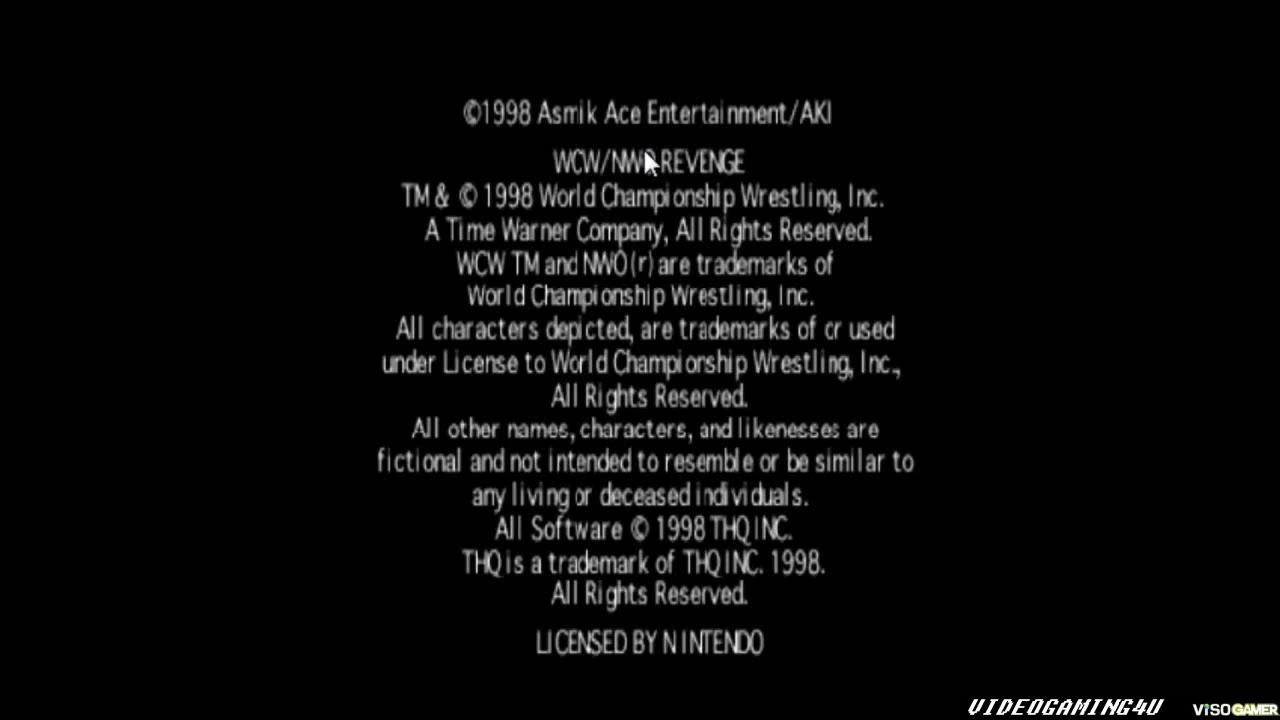 ©1998 Asmik Ace Entertainment/AKI
WCW/NWO REVENGE
TM & © 1998 World Championship Wrestling, Inc.
A Time Warner Company, All Rights Reserved.
WCW TM and NWO(r) are trademarks of
World Championship Wrestling, Inc.
All characters depicted, are trademarks of or used
under License to World Championship Wrestling, Inc.,
All Rights Reserved.
All other names, characters, and likenesses are
fictional and not intended to resemble or be similar to
any living or deceased individuals.
All Software © 1998 THQ INC.
THQ is a trademark of THQ INC. 1998.
All Rights Reserved.
LICENSED BY NINTENDO
VIDEOGAMING4U
VISOGAMER